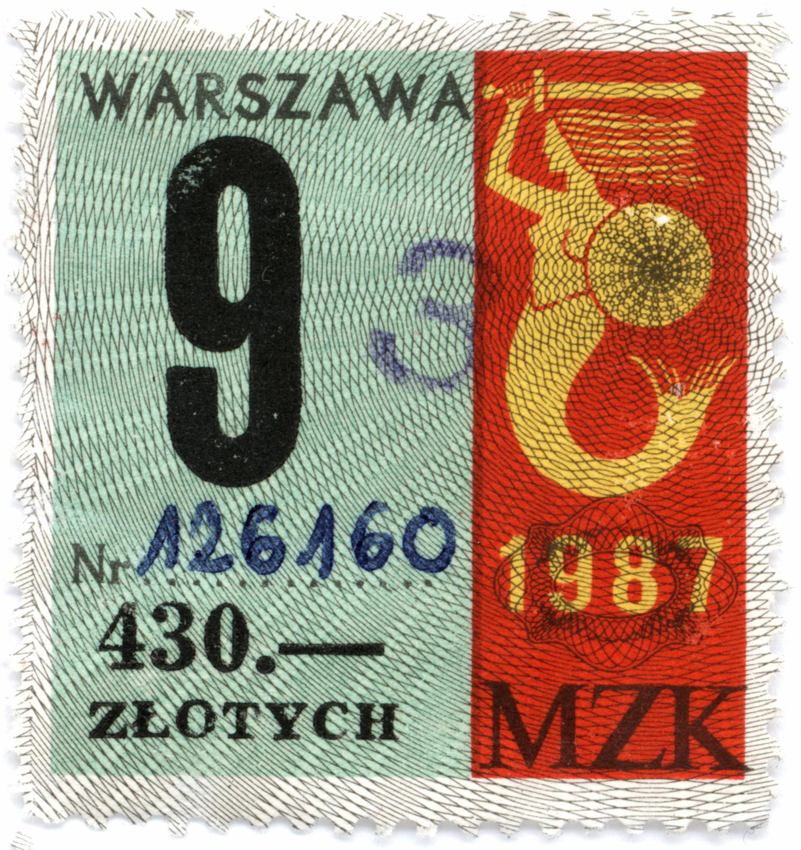 WARSZAWA
9
3
Nr 126160
430.—
ZŁOTYCH
1987
MZK